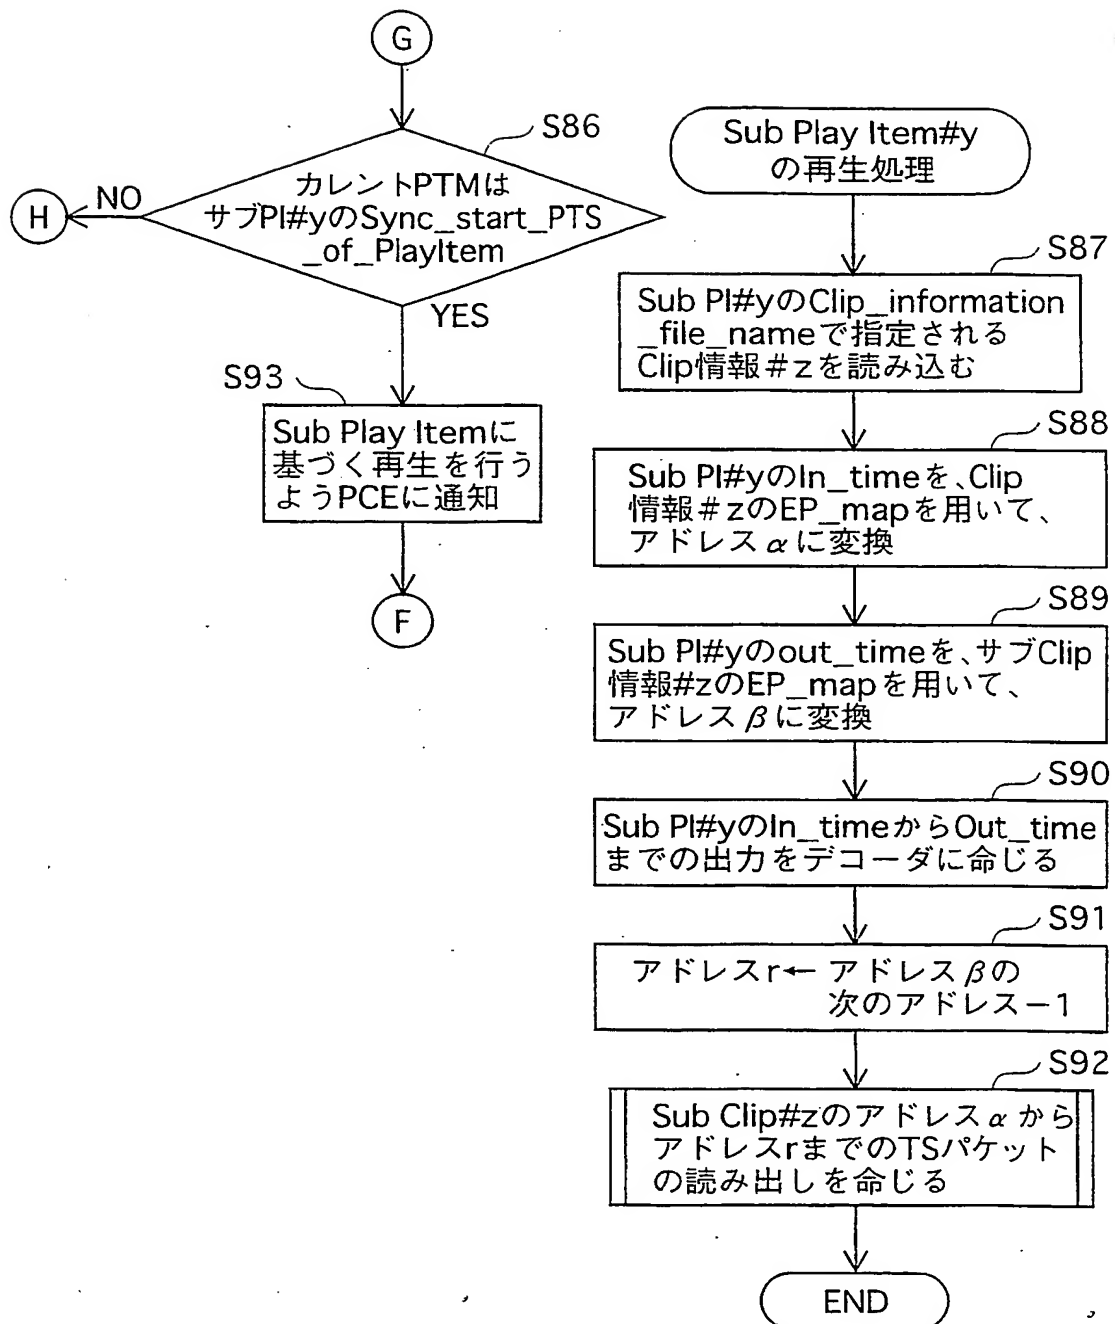 G
S86
カレントPTMは
サブPI#yのSync_start_PTS
_of_PlayItem
NO
H
YES
S93
Sub Play Itemに
基づく再生を行う
ようPCEに通知
F
Sub Play Item#y
の再生処理
S87
Sub PI#yのClip_information
_file_nameで指定される
Clip情報#zを読み込む
S88
Sub PI#yのIn_timeを、Clip
情報#zのEP_mapを用いて、
アドレスαに変換
S89
Sub PI#yのout_timeを、サブClip
情報#zのEP_mapを用いて、
アドレスβに変換
S90
Sub PI#yのIn_timeからOut_time
までの出力をデコーダに命じる
S91
アドレスr← アドレスβの
次のアドレス−1
S92
Sub Clip#zのアドレスαから
アドレスrまでのTSパケット
の読み出しを命じる
END